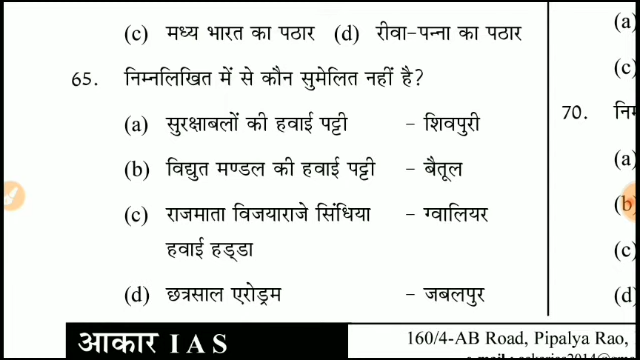 (c) मध्य भारत का पठार (d) रीवा-पन्ना का पठार
65. निम्नलिखित में से कौन सुमेलित नहीं है?
(a) सुरक्षाबलों की हवाई पट्टी - शिवपुरी
(b) विद्युत मण्डल की हवाई पट्टी - बैतूल
(c) राजमाता विजयाराजे सिंधिया - ग्वालियर
हवाई हड्डा
(d) छत्रसाल एरोड्रम - जबलपुर
(a)
(c)
70. निम
(a)
(b)
(c)
(d)
आकार IAS
160/4-AB Road, Pipalya Rao,